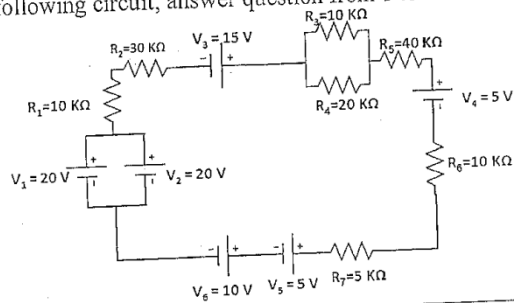 following circuit, answer question from
R₃=10 KΩ
V₃=15 V
R₂=30 KΩ
R₅=40 KΩ
R₁=10 KΩ
R₄=20 KΩ
V₄=5 V
V₁=20 V
V₂=20 V
R₆=10 KΩ
V₆=10 V
V₅=5 V
R₇=5 KΩ